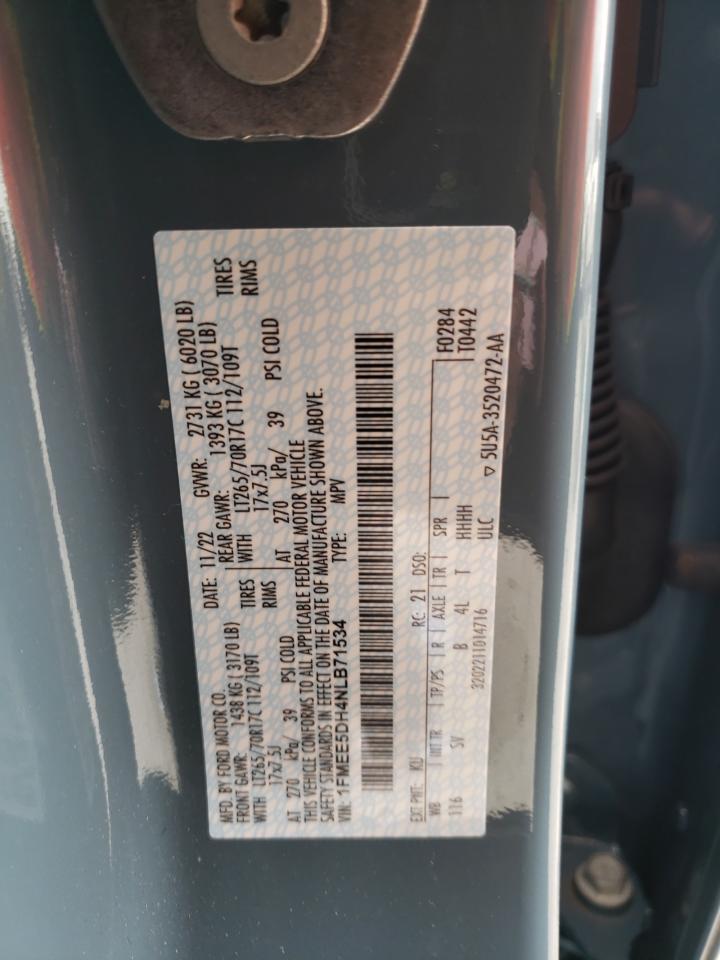 MFD. BY FORD MOTOR CO.
DATE: 11/22 GVWR: 2731 KG ( 6020 LB)
FRONT GAWR: 1438 KG ( 3170 LB) REAR GAWR: 1393 KG ( 3070 LB)
WITH LT265/70R17C 112/109T TIRES WITH LT265/70R17C 112/109T TIRES
17x7.5J RIMS 17x7.5J RIMS
AT 270 kPa/ 39 PSI COLD AT 270 kPa/ 39 PSI COLD
THIS VEHICLE CONFORMS TO ALL APPLICABLE FEDERAL MOTOR VEHICLE
SAFETY STANDARDS IN EFFECT ON THE DATE OF MANUFACTURE SHOWN ABOVE.
VIN: 1FMEE5DH4NLB71534 TYPE: MPV
EXT PNT: KU RC: 21 DSO: F0284
WB INT TR TP/PS R AXLE TR SPR T0442
116 SV B 4L T HHHH
3202211014716 ULC ▽ 5U5A-3520472-AA